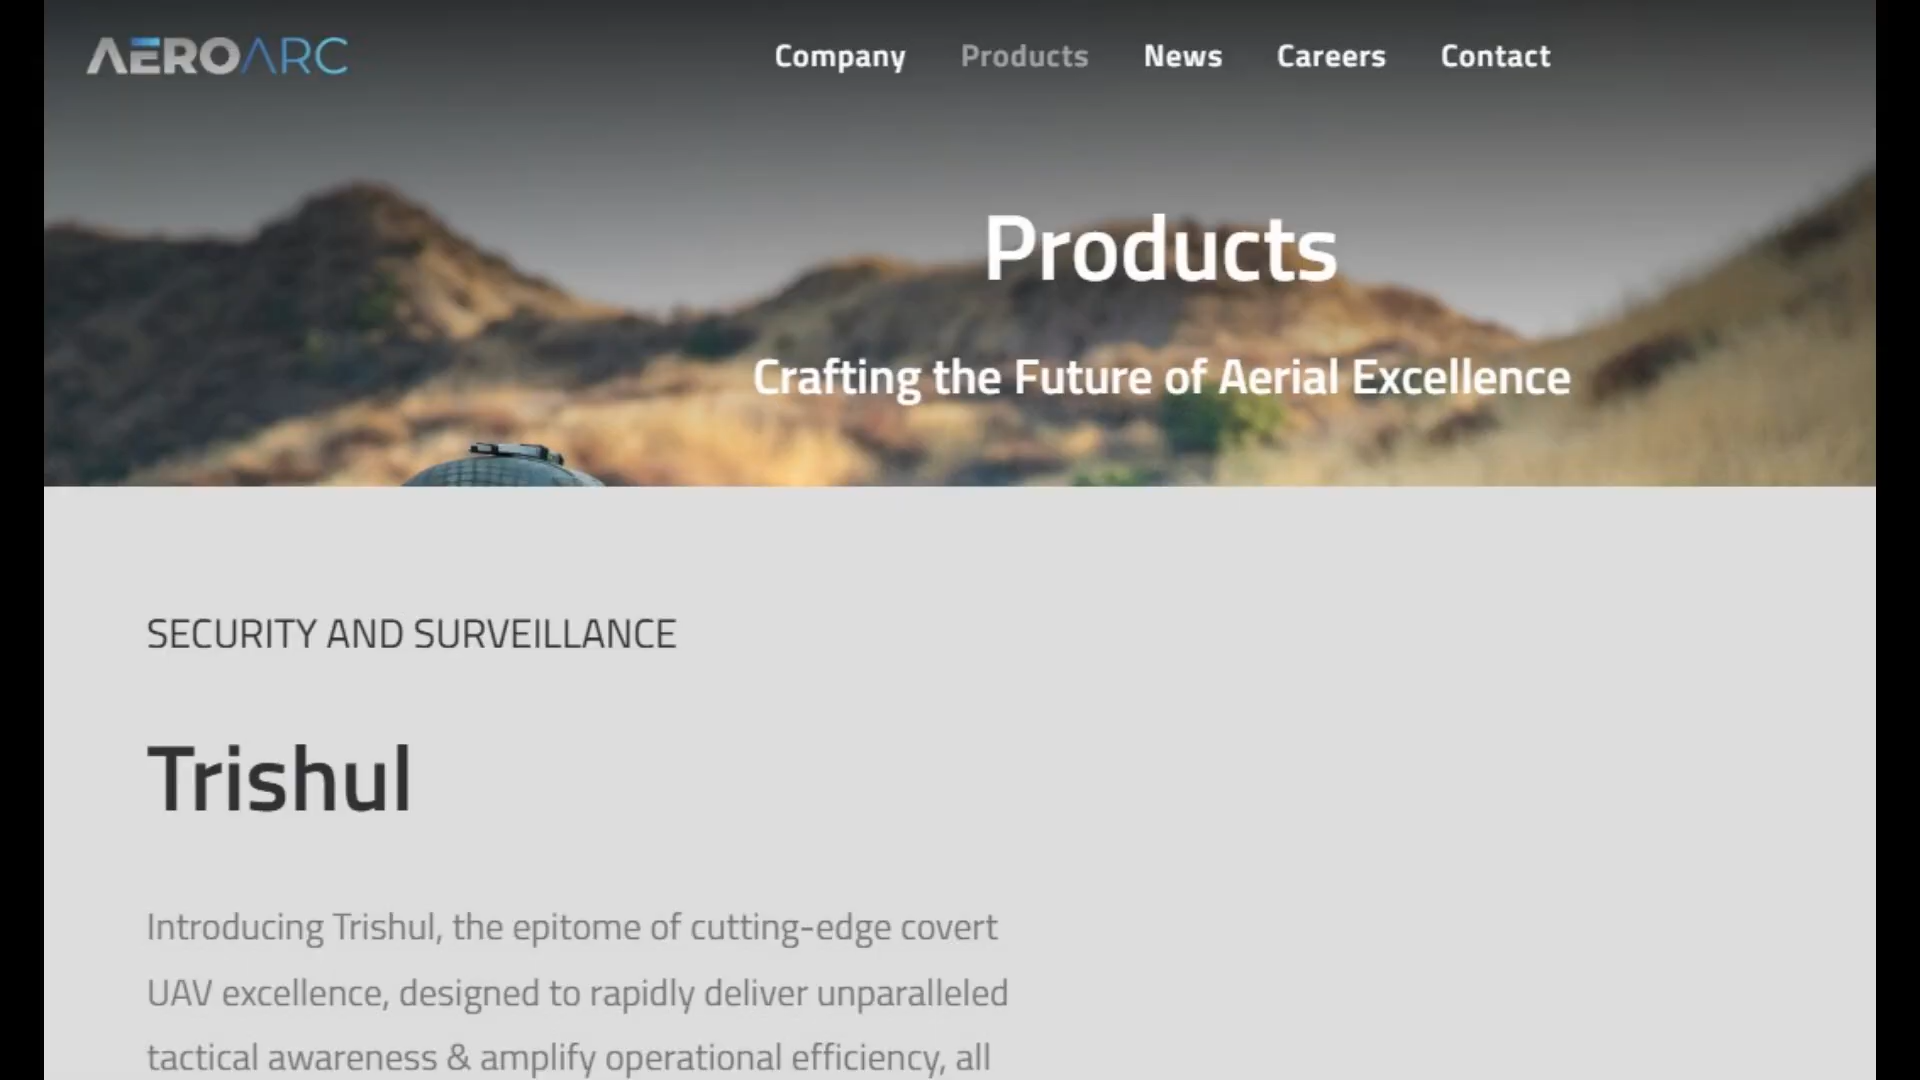 AEROARC
Company Products News Careers Contact
Products
Crafting the Future of Aerial Excellence
SECURITY AND SURVEILLANCE
Trishul
Introducing Trishul, the epitome of cutting-edge covert
UAV excellence, designed to rapidly deliver unparalleled
tactical awareness & amplify operational efficiency, all